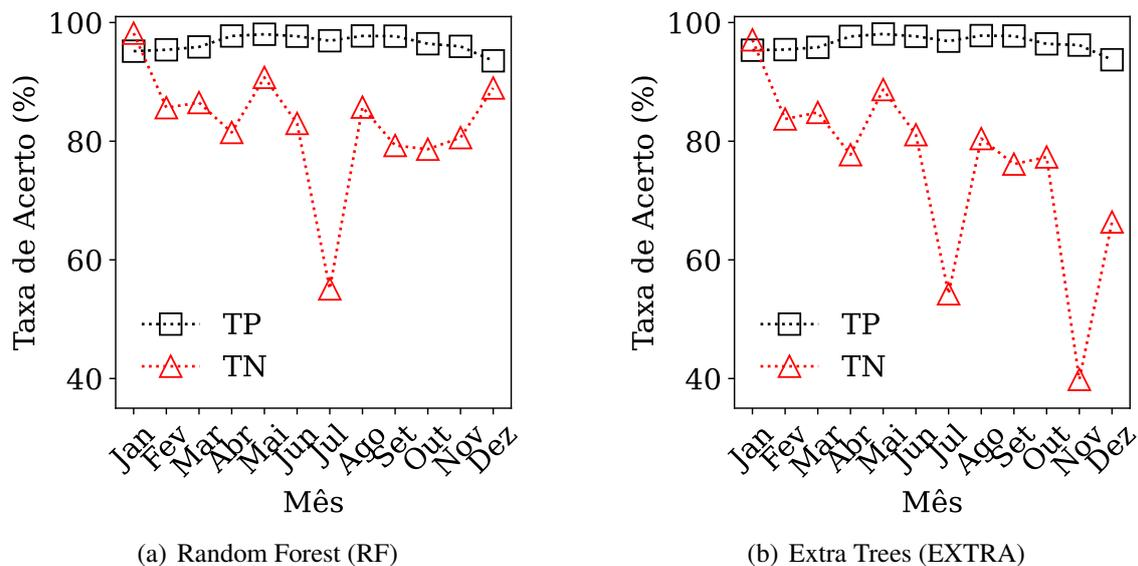 100
80
60
40
Taxa de Acerto (%)
TP
TN
Jan Fev Mar Abr Mai Jun Jul Ago Set Out Nov Dez
Mês
(a) Random Forest (RF)
100
80
60
40
Taxa de Acerto (%)
TP
TN
Jan Fev Mar Abr Mai Jun Jul Ago Set Out Nov Dez
Mês
(b) Extra Trees (EXTRA)